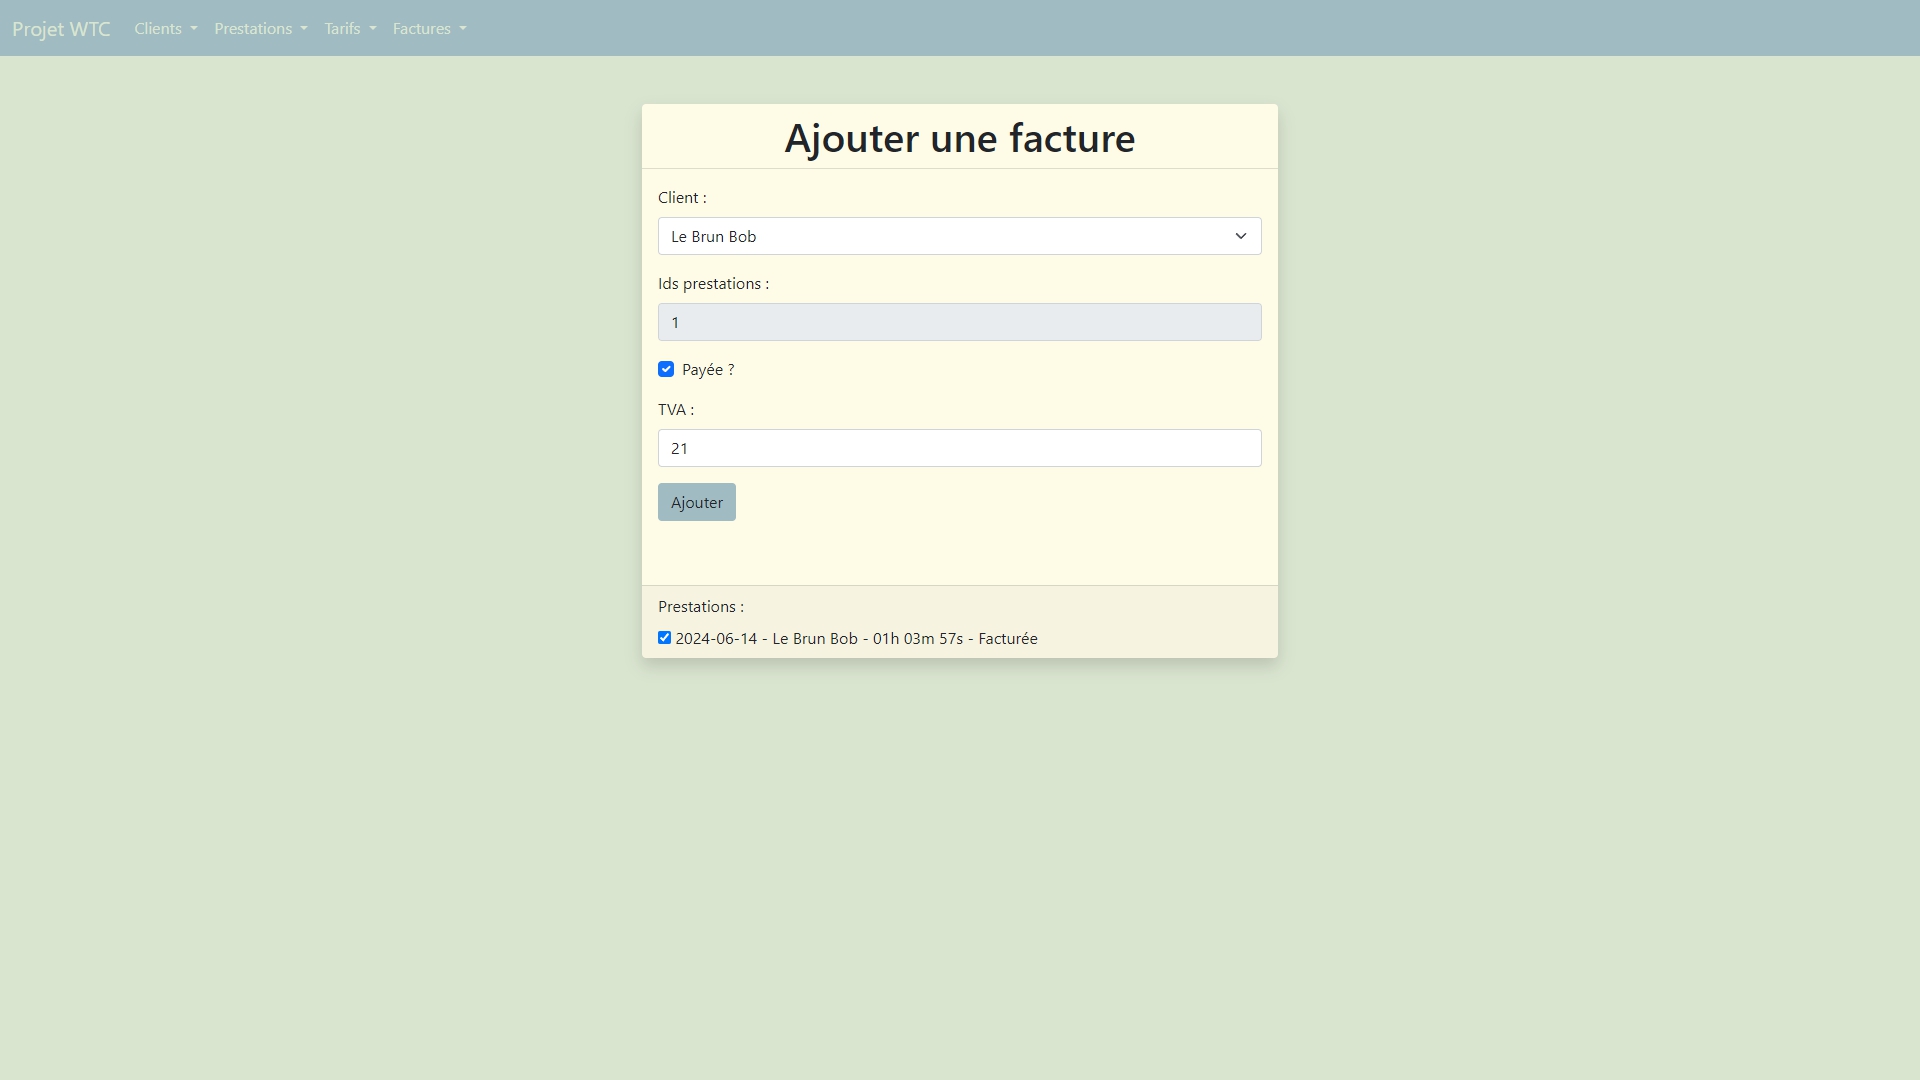 Projet WTC Clients Prestations Tarifs Factures
Ajouter une facture
Client :
Le Brun Bob
Ids prestations :
1
Payée ?
TVA :
21
Ajouter
Prestations :
2024-06-14 - Le Brun Bob - 01h 03m 57s - Facturée